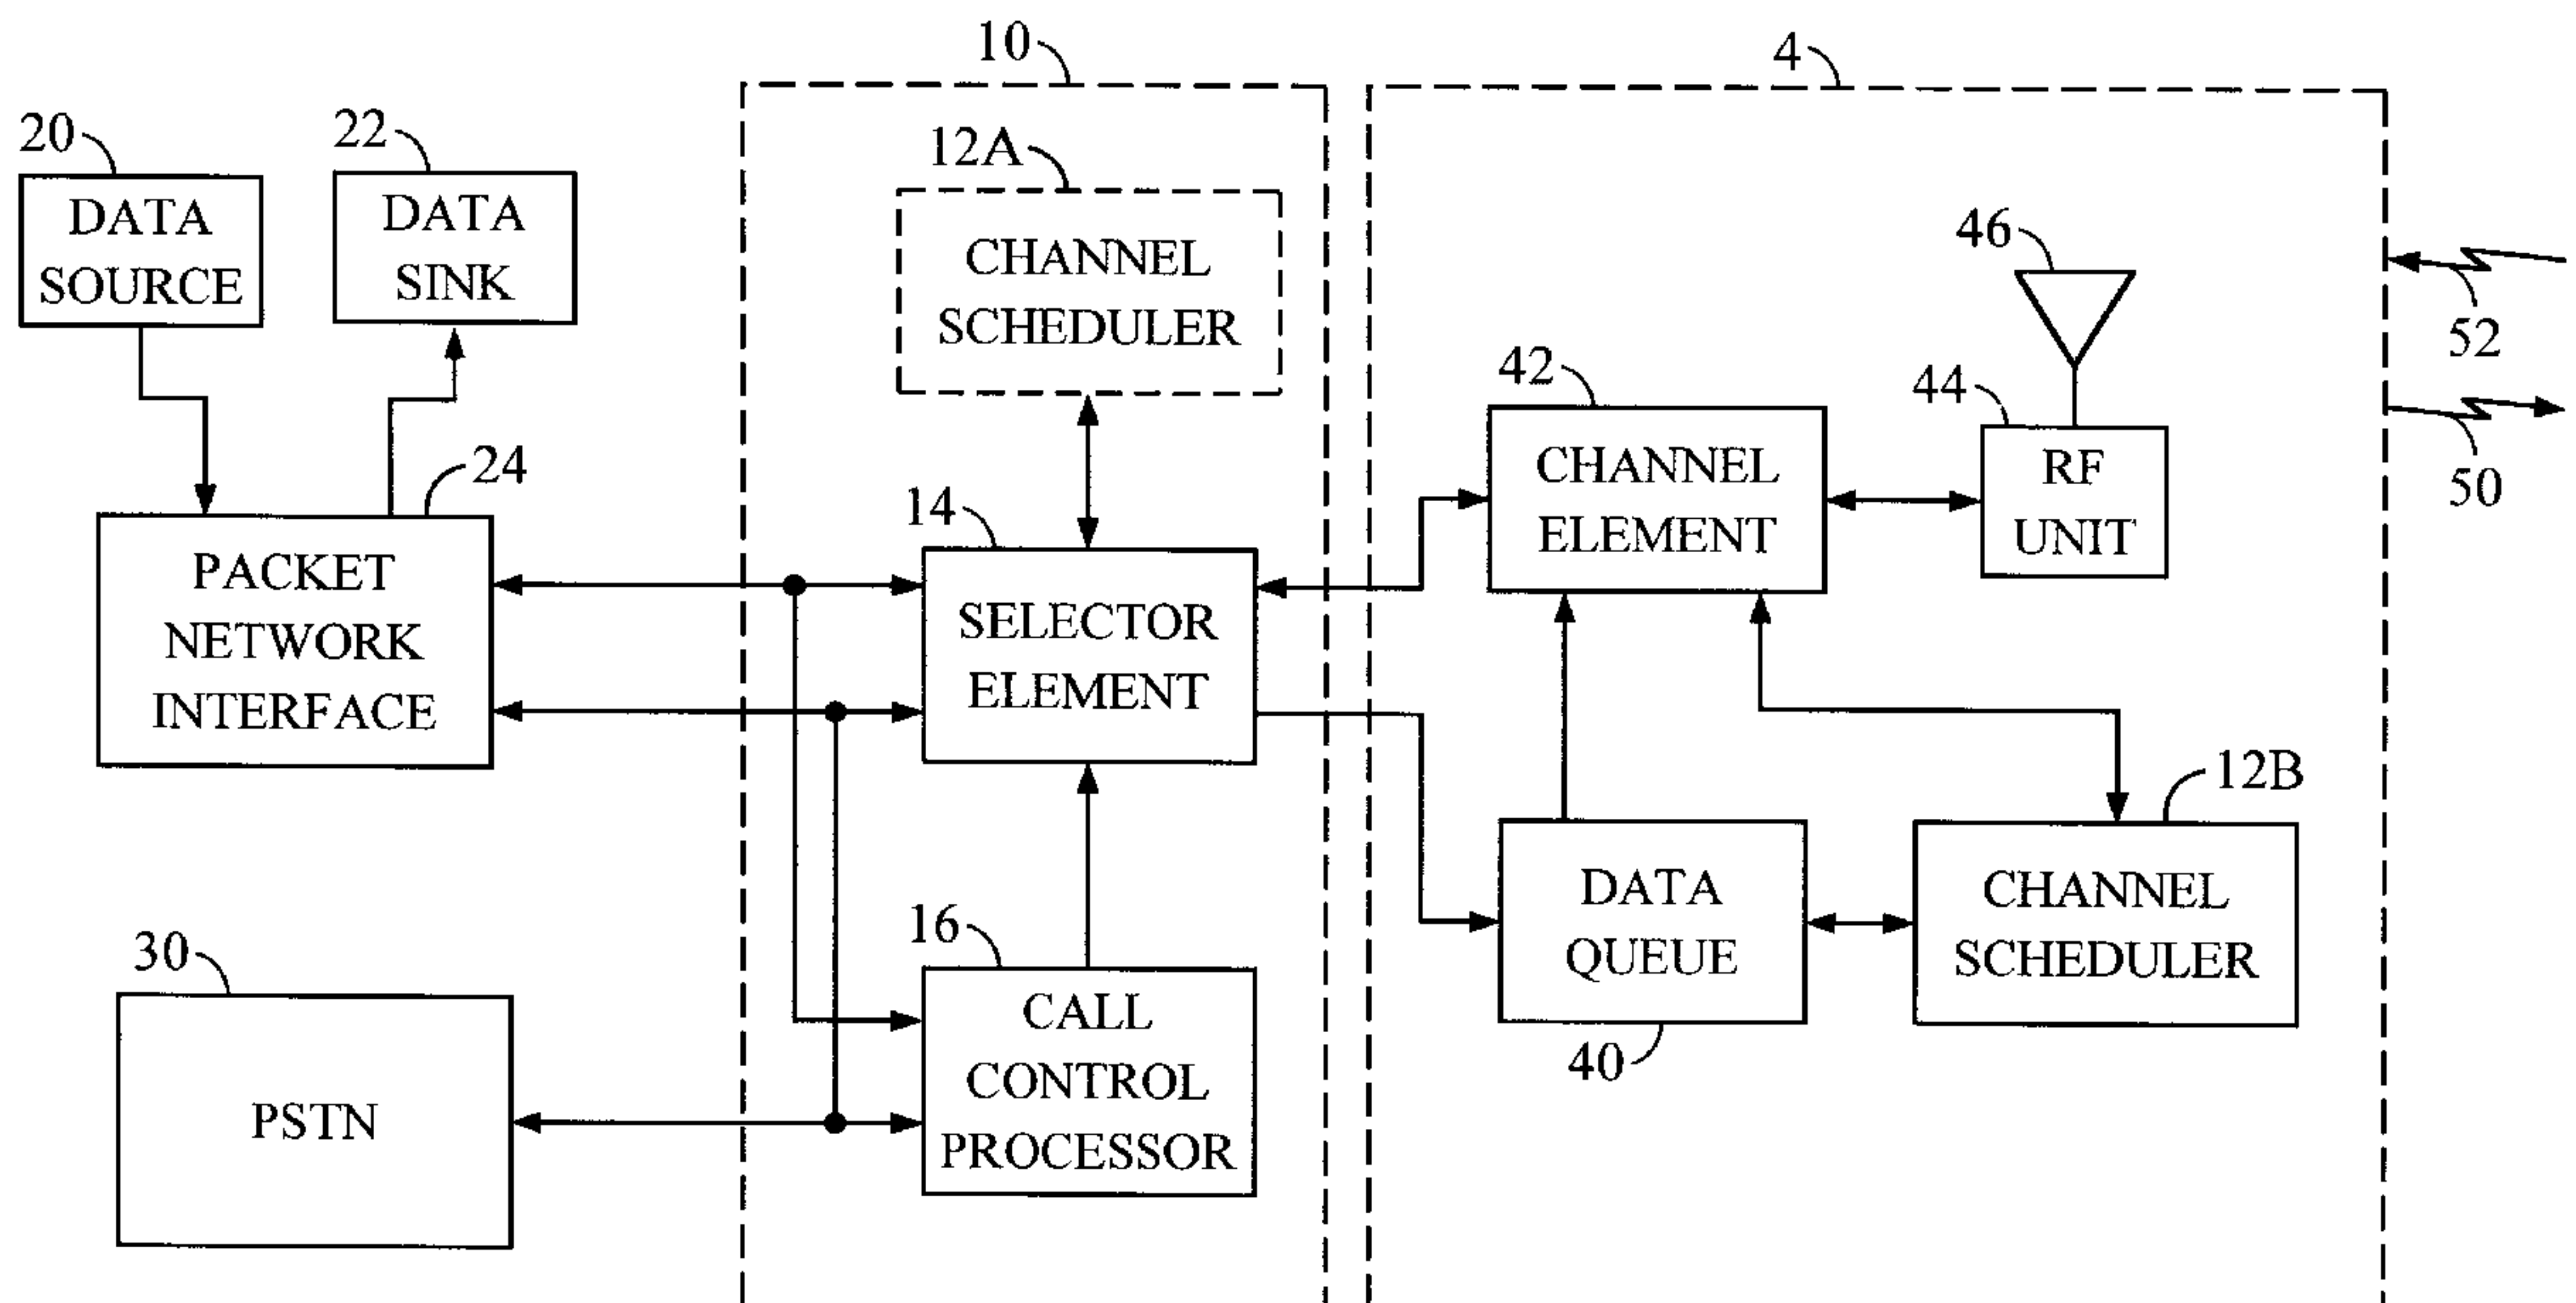 10
4
20
22
12A
DATA
SOURCE
DATA
SINK
CHANNEL
SCHEDULER
46
52
42
44
50
24
14
CHANNEL
ELEMENT
RF
UNIT
PACKET
NETWORK
INTERFACE
SELECTOR
ELEMENT
12B
30
16
DATA
QUEUE
CHANNEL
SCHEDULER
40
PSTN
CALL
CONTROL
PROCESSOR